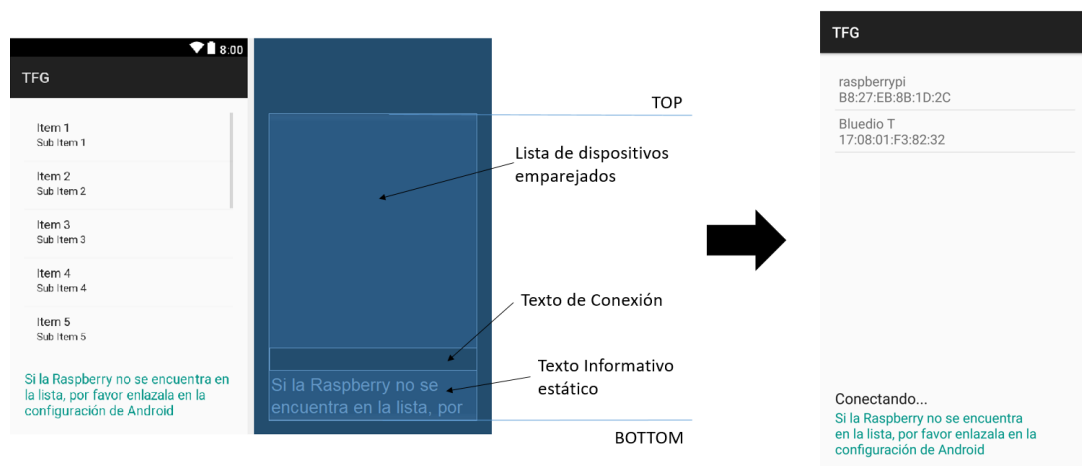 8:00
TFG
Item 1
Sub Item 1
Item 2
Sub Item 2
Item 3
Sub Item 3
Item 4
Sub Item 4
Item 5
Sub Item 5
Si la Raspberry no se encuentra en
la lista, por favor enlazala en la
configuración de Android
Si la Raspberry no se
encuentra en la lista, por
TOP
Lista de dispositivos
emparejados
Texto de Conexión
Texto Informativo
estático
BOTTOM
TFG
raspberrypi
B8:27:EB:8B:1D:2C
Bluedio T
17:08:01:F3:82:32
Conectando...
Si la Raspberry no se encuentra
en la lista, por favor enlazala en la
configuración de Android